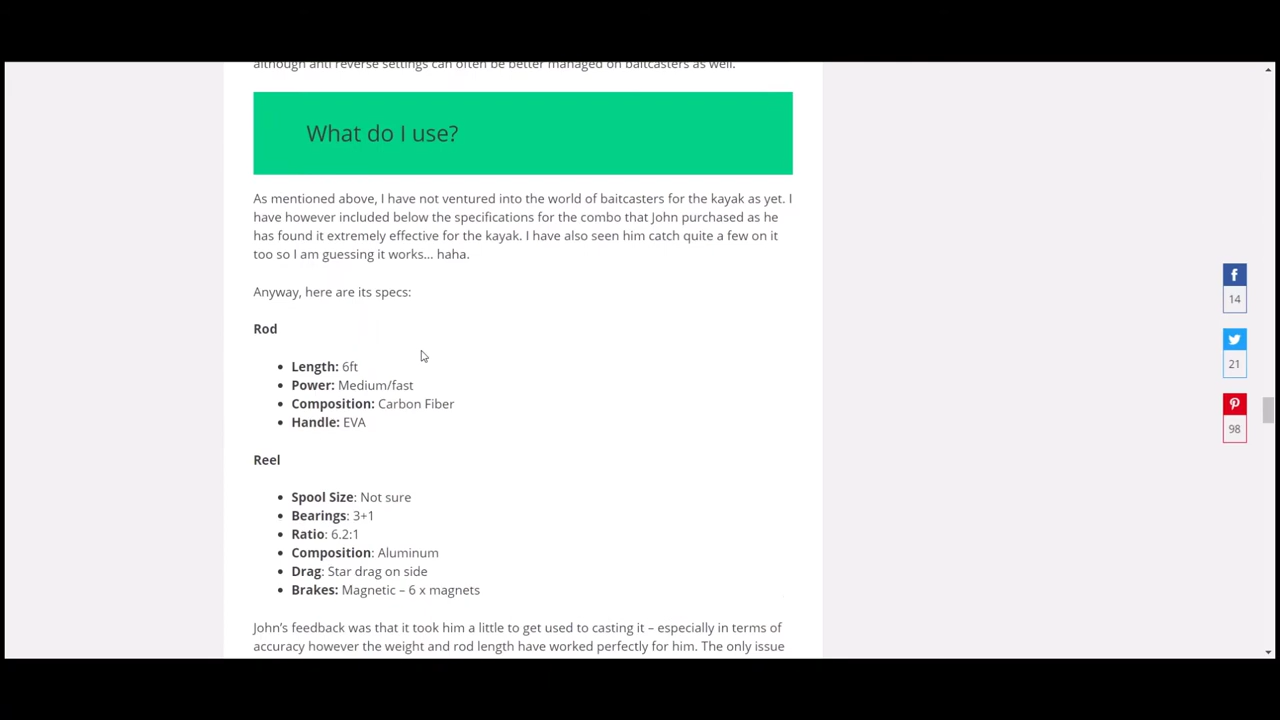 although anti reverse settings can often be better managed on baitcasters as well.
What do I use?
As mentioned above, I have not ventured into the world of baitcasters for the kayak as yet. I
have however included below the specifications for the combo that John purchased as he
has found it extremely effective for the kayak. I have also seen him catch quite a few on it
too so I am guessing it works... haha.
Anyway, here are its specs:
Rod
• Length: 6ft
• Power: Medium/fast
• Composition: Carbon Fiber
• Handle: EVA
Reel
• Spool Size: Not sure
• Bearings: 3+1
• Ratio: 6.2:1
• Composition: Aluminum
• Drag: Star drag on side
• Brakes: Magnetic – 6 x magnets
John's feedback was that it took him a little to get used to casting it – especially in terms of
accuracy however the weight and rod length have worked perfectly for him. The only issue
14
21
98